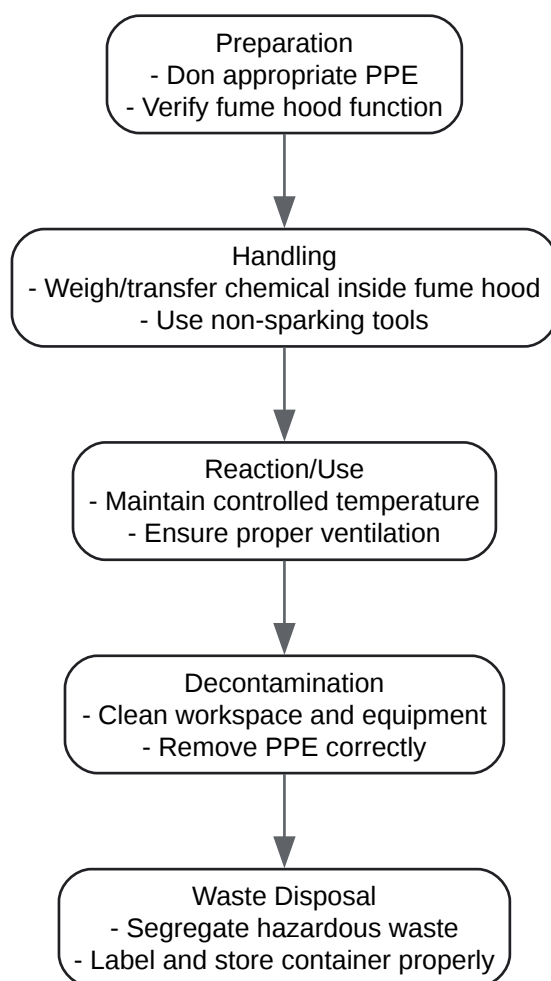 Preparation
- Don appropriate PPE
- Verify fume hood function
Handling
- Weigh/transfer chemical inside fume hood
- Use non-sparking tools
Reaction/Use
- Maintain controlled temperature
- Ensure proper ventilation
Decontamination
- Clean workspace and equipment
- Remove PPE correctly
Waste Disposal
- Segregate hazardous waste
- Label and store container properly